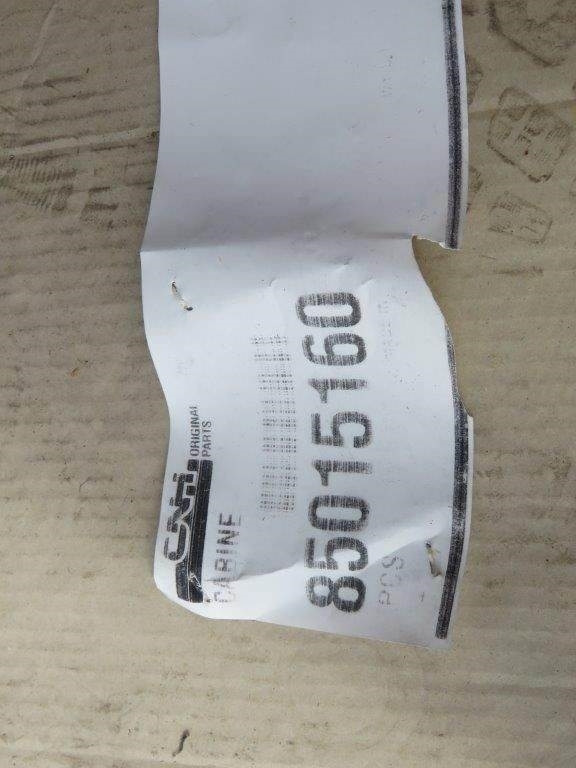 CNH
ORIGINAL
PARTS
CABINE
85015160
PCS